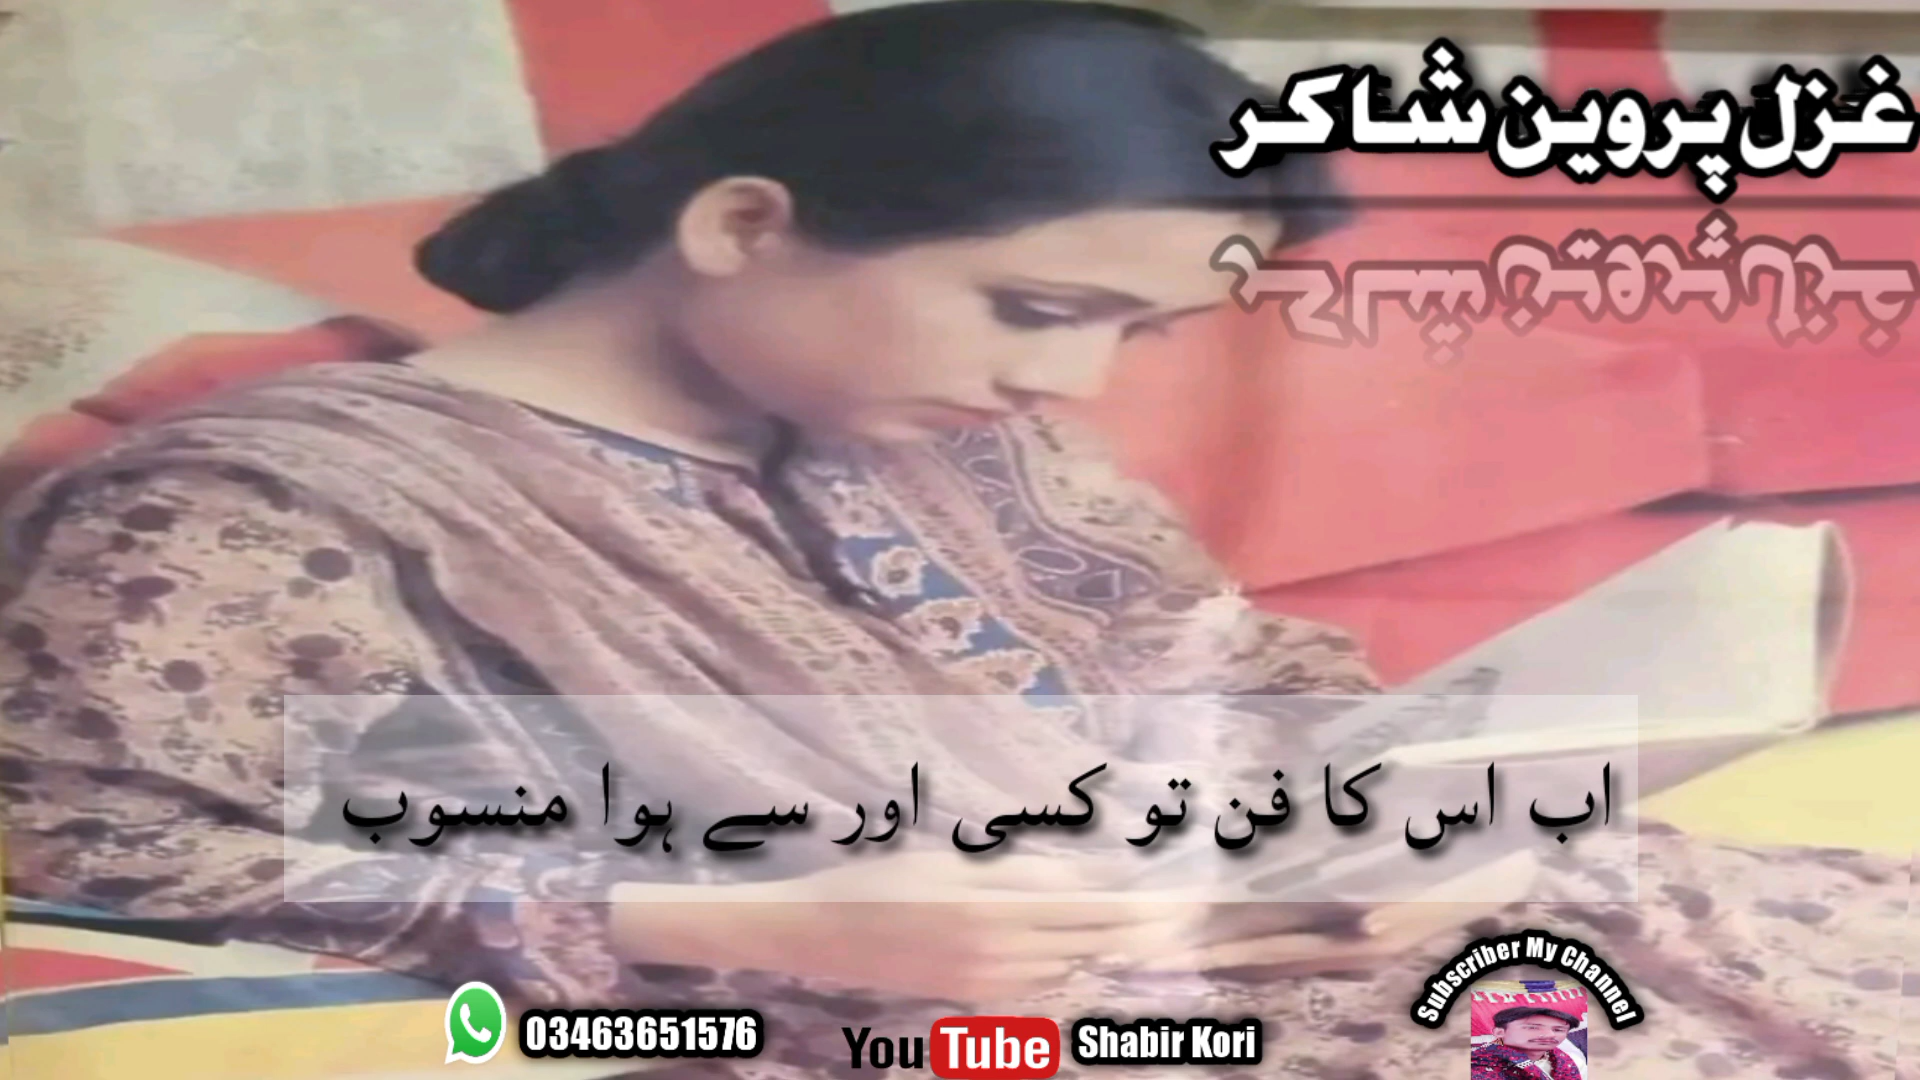 غزل پروین شاکر
اب اس کا فن تو کسی اور سے ہوا منسوب
Subscriber My Channel
03463651576
YouTube Shabir Kori